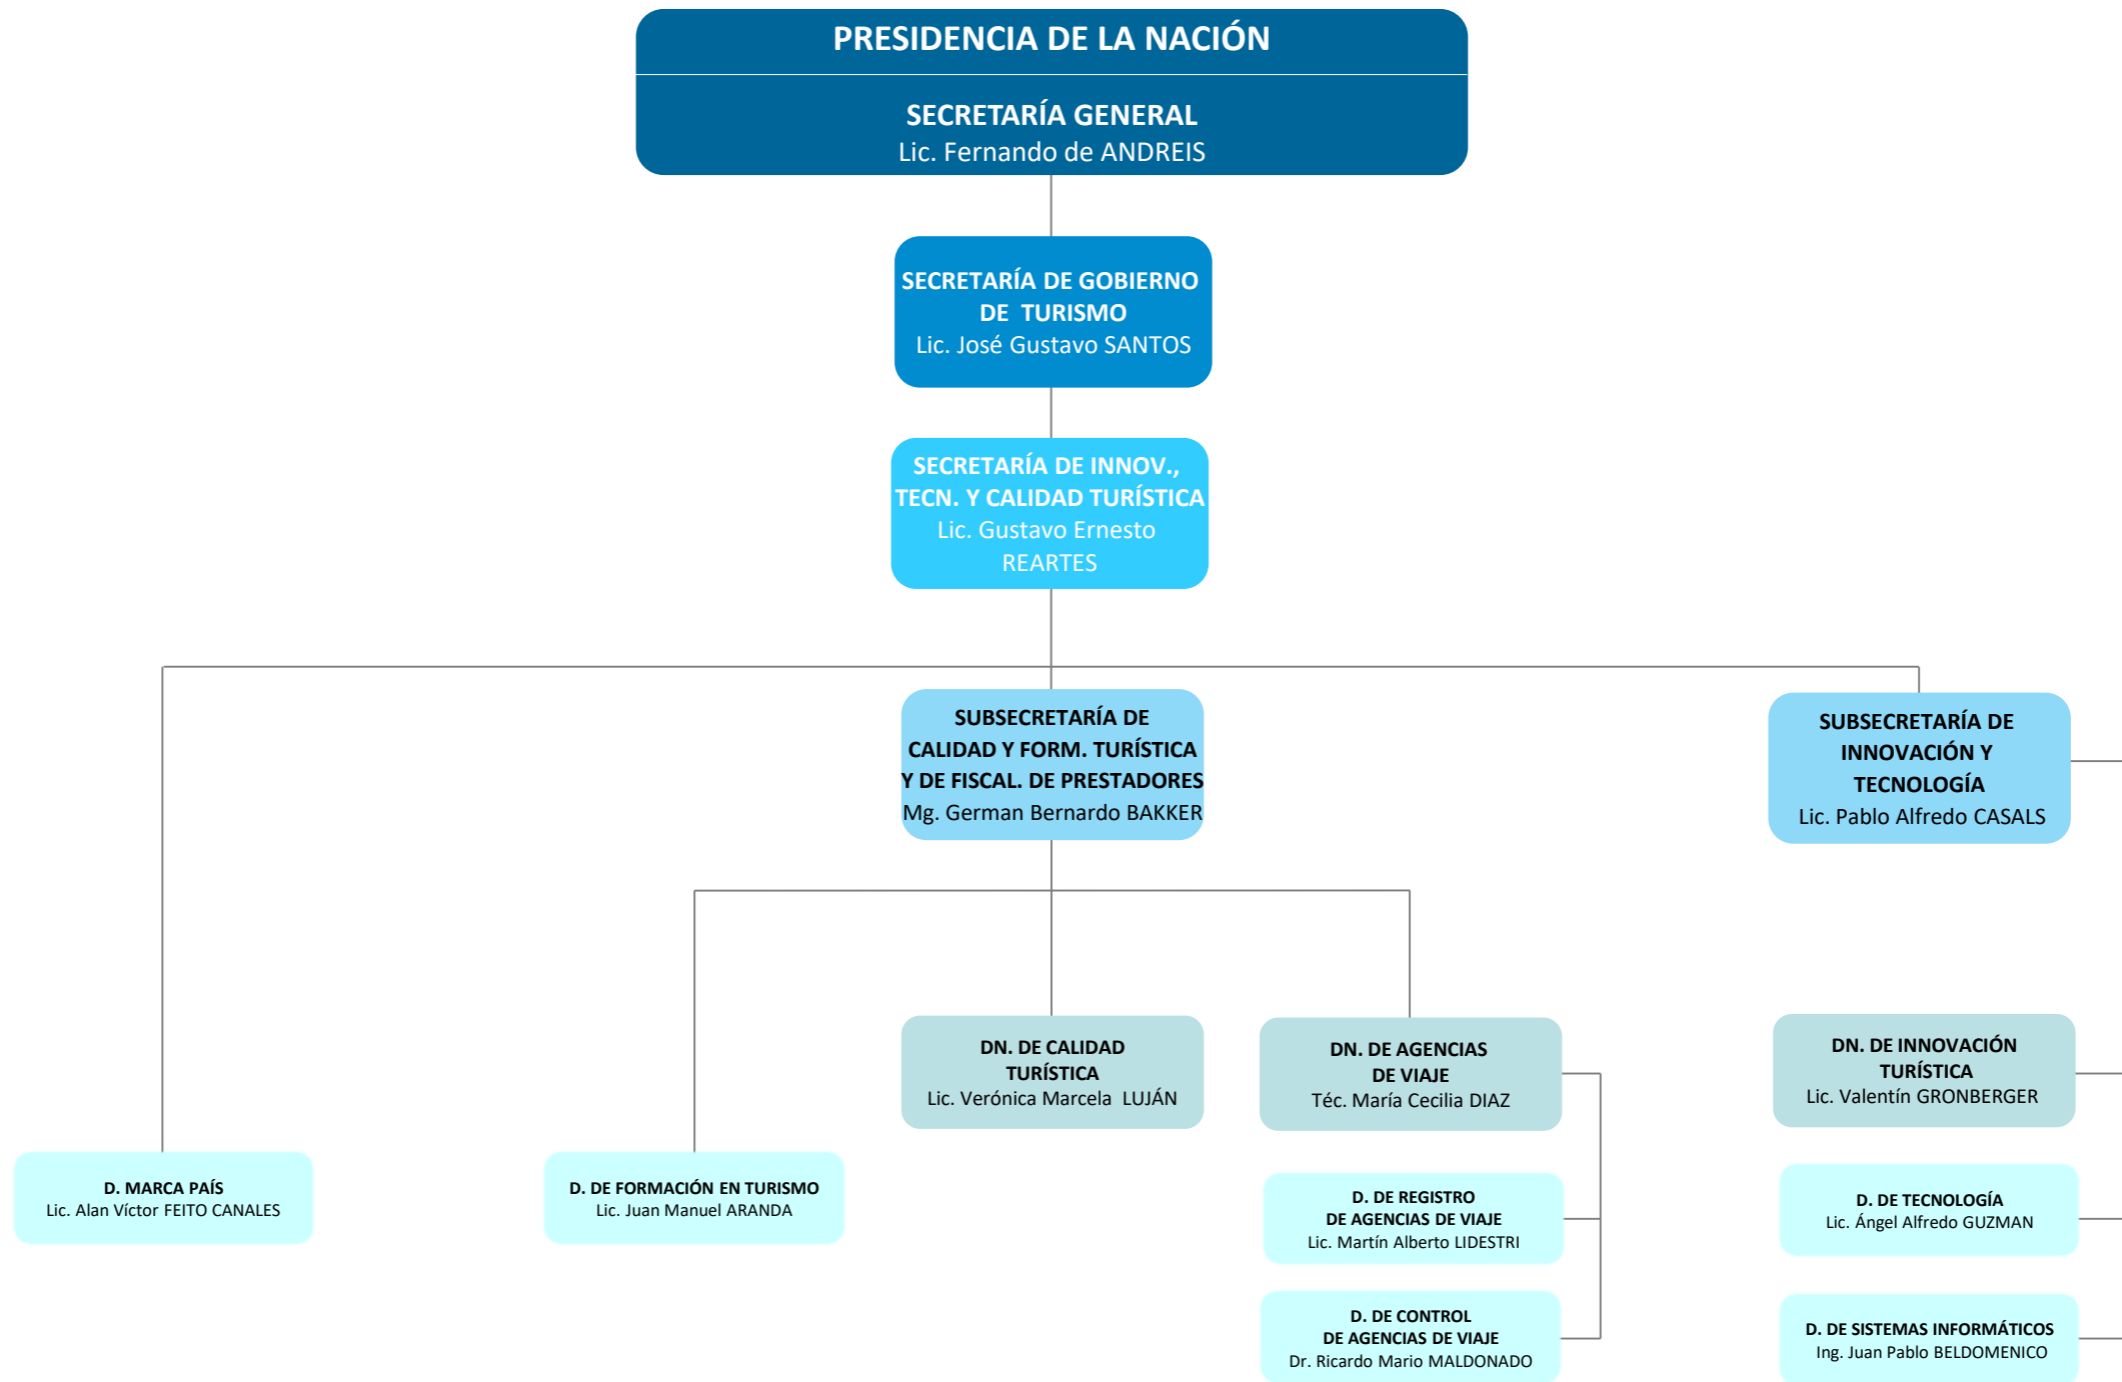 PRESIDENCIA DE LA NACIÓN
SECRETARÍA GENERAL
Lic. Fernando de ANDREIS
SECRETARÍA DE GOBIERNO
DE TURISMO
Lic. José Gustavo SANTOS
SECRETARÍA DE INNOV.,
TECN. Y CALIDAD TURÍSTICA
Lic. Gustavo Ernesto
REARTES
SUBSECRETARÍA DE
CALIDAD Y FORM. TURÍSTICA
Y DE FISCAL. DE PRESTADORES
Mg. German Bernardo BAKKER
SUBSECRETARÍA DE
INNOVACIÓN Y
TECNOLOGÍA
Lic. Pablo Alfredo CASALS
DN. DE CALIDAD
TURÍSTICA
Lic. Verónica Marcela LUJÁN
DN. DE AGENCIAS
DE VIAJE
Téc. María Cecilia DIAZ
DN. DE INNOVACIÓN
TURÍSTICA
Lic. Valentín GRONBERGER
D. MARCA PAÍS
Lic. Alan Víctor FEITO CANALES
D. DE FORMACIÓN EN TURISMO
Lic. Juan Manuel ARANDA
D. DE REGISTRO
DE AGENCIAS DE VIAJE
Lic. Martín Alberto LIDESTRI
D. DE TECNOLOGÍA
Lic. Ángel Alfredo GUZMAN
D. DE CONTROL
DE AGENCIAS DE VIAJE
Dr. Ricardo Mario MALDONADO
D. DE SISTEMAS INFORMÁTICOS
Ing. Juan Pablo BELDOMENICO